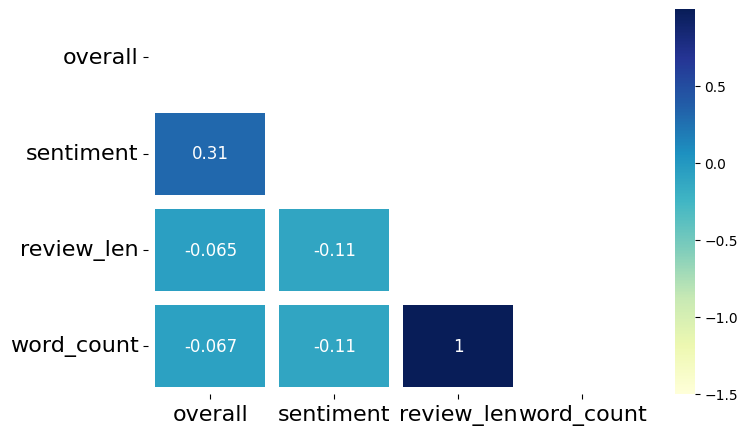 overall
sentiment
0.31
review_len
-0.065
-0.11
word_count
-0.067
-0.11
1
overall
sentiment
review_len
word_count
0.5
0.0
−0.5
−1.0
−1.5